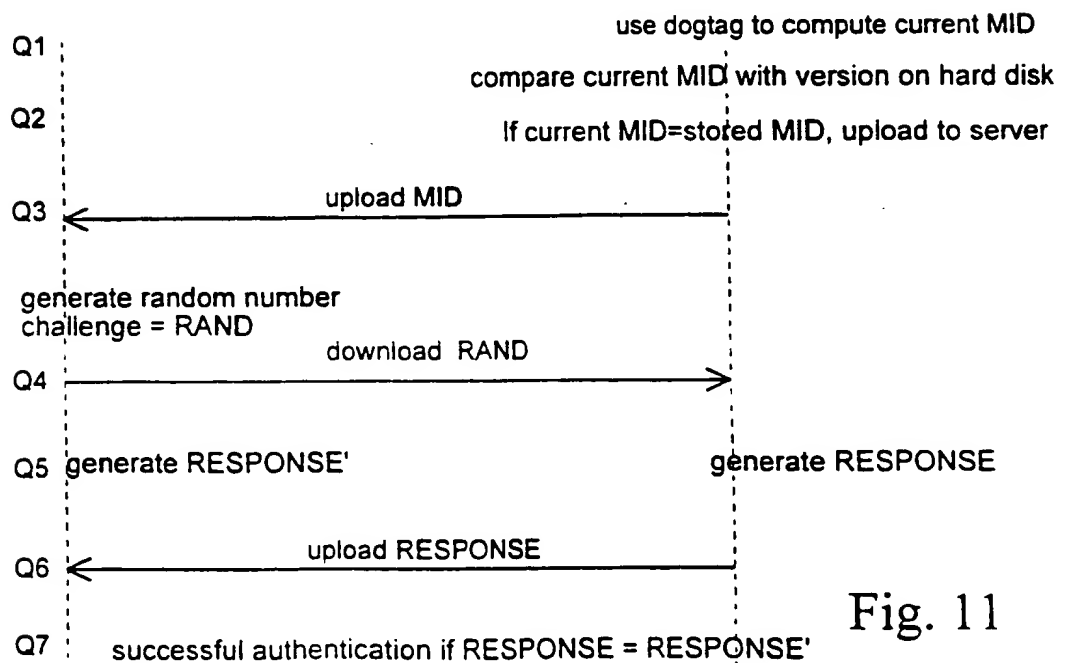 use dogtag to compute current MID
Q1
compare current MID with version on hard disk
Q2
If current MID=stored MID, upload to server
upload MID
Q3
generate random number
challenge = RAND
download RAND
Q4
Q5 generate RESPONSE' generate RESPONSE
upload RESPONSE
Q6
Fig. 11
Q7 successful authentication if RESPONSE = RESPONSE'